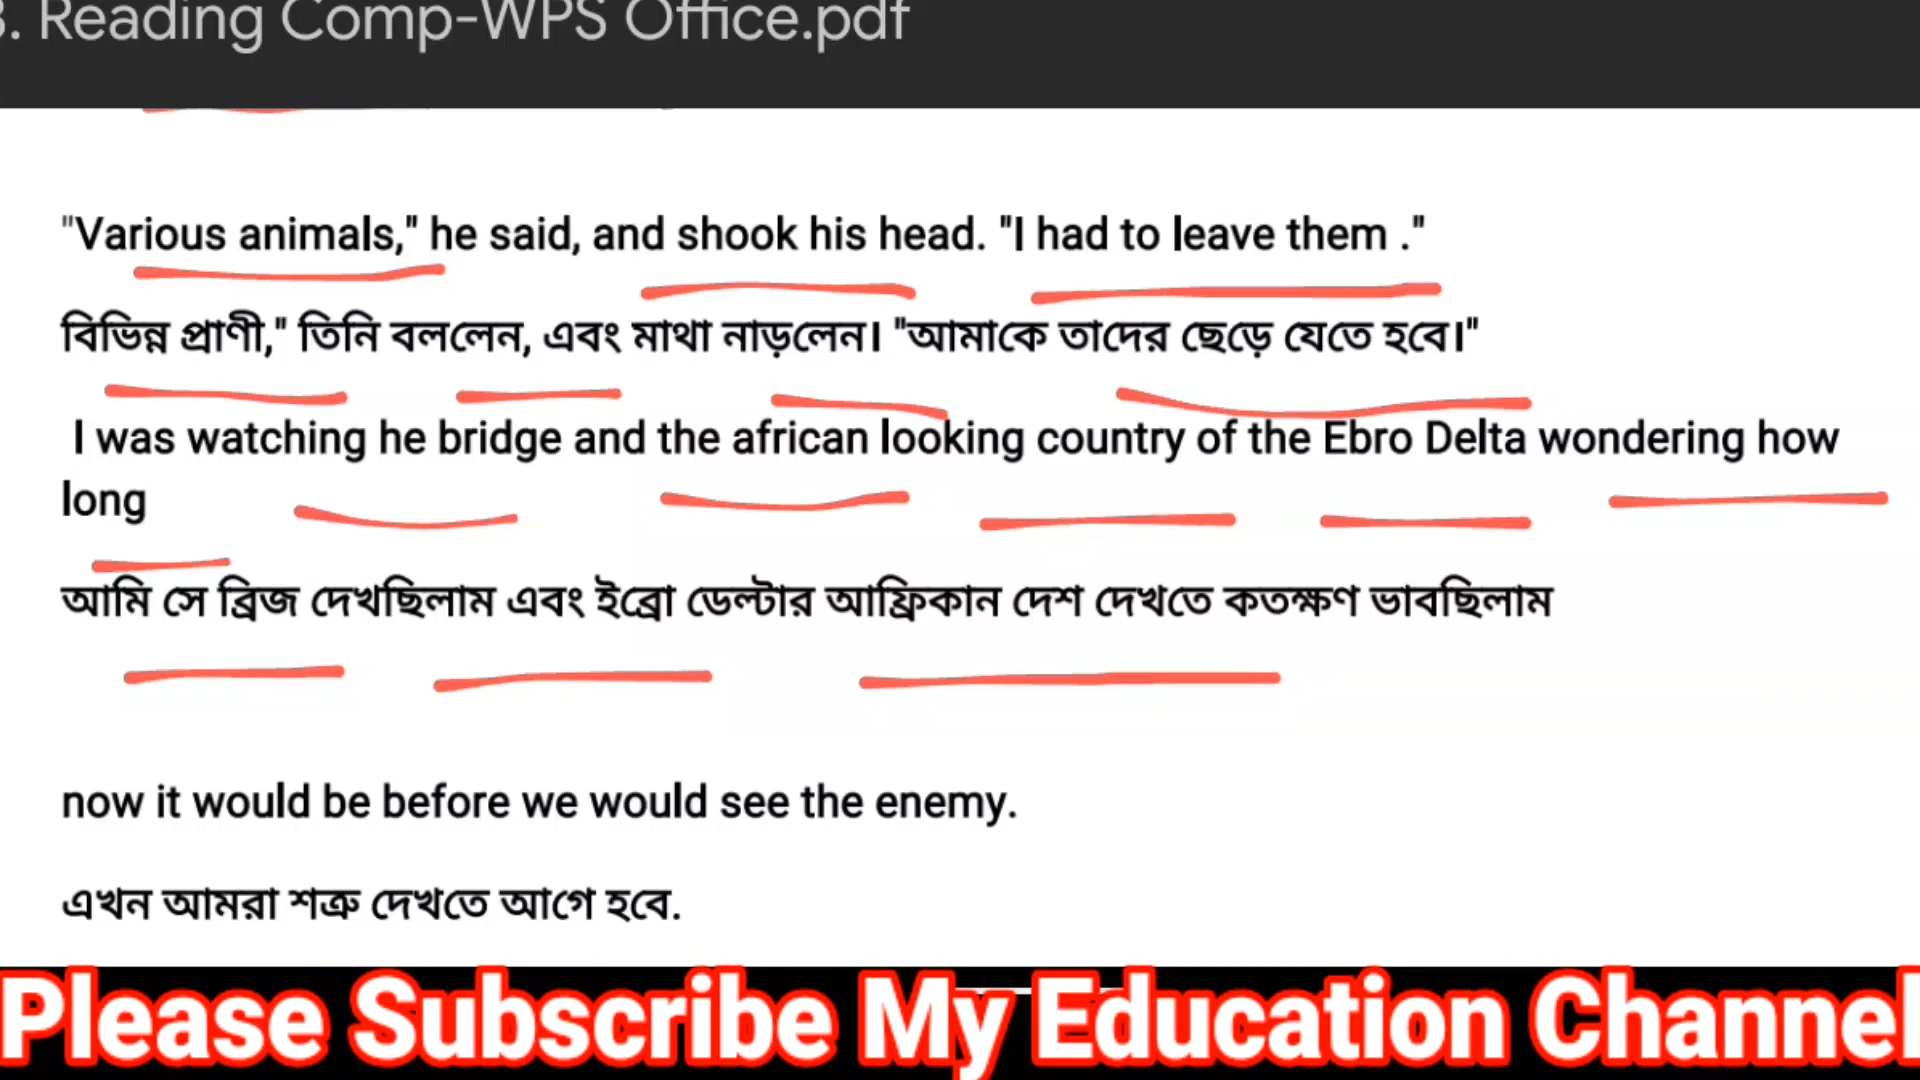 . Reading Comp-WPS Office.pdf
"Various animals," he said, and shook his head. "I had to leave them ."
বিভিন্ন প্রাণী," তিনি বললেন, এবং মাথা নাড়লেন। "আমাকে তাদের ছেড়ে যেতে হবে।"
I was watching he bridge and the african looking country of the Ebro Delta wondering how
long
আমি সে ব্রিজ দেখছিলাম এবং ইব্রো ডেল্টার আফ্রিকান দেশ দেখতে কতক্ষণ ভাবছিলাম
now it would be before we would see the enemy.
এখন আমরা শত্রু দেখতে আগে হবে.
Please Subscribe My Education Channel